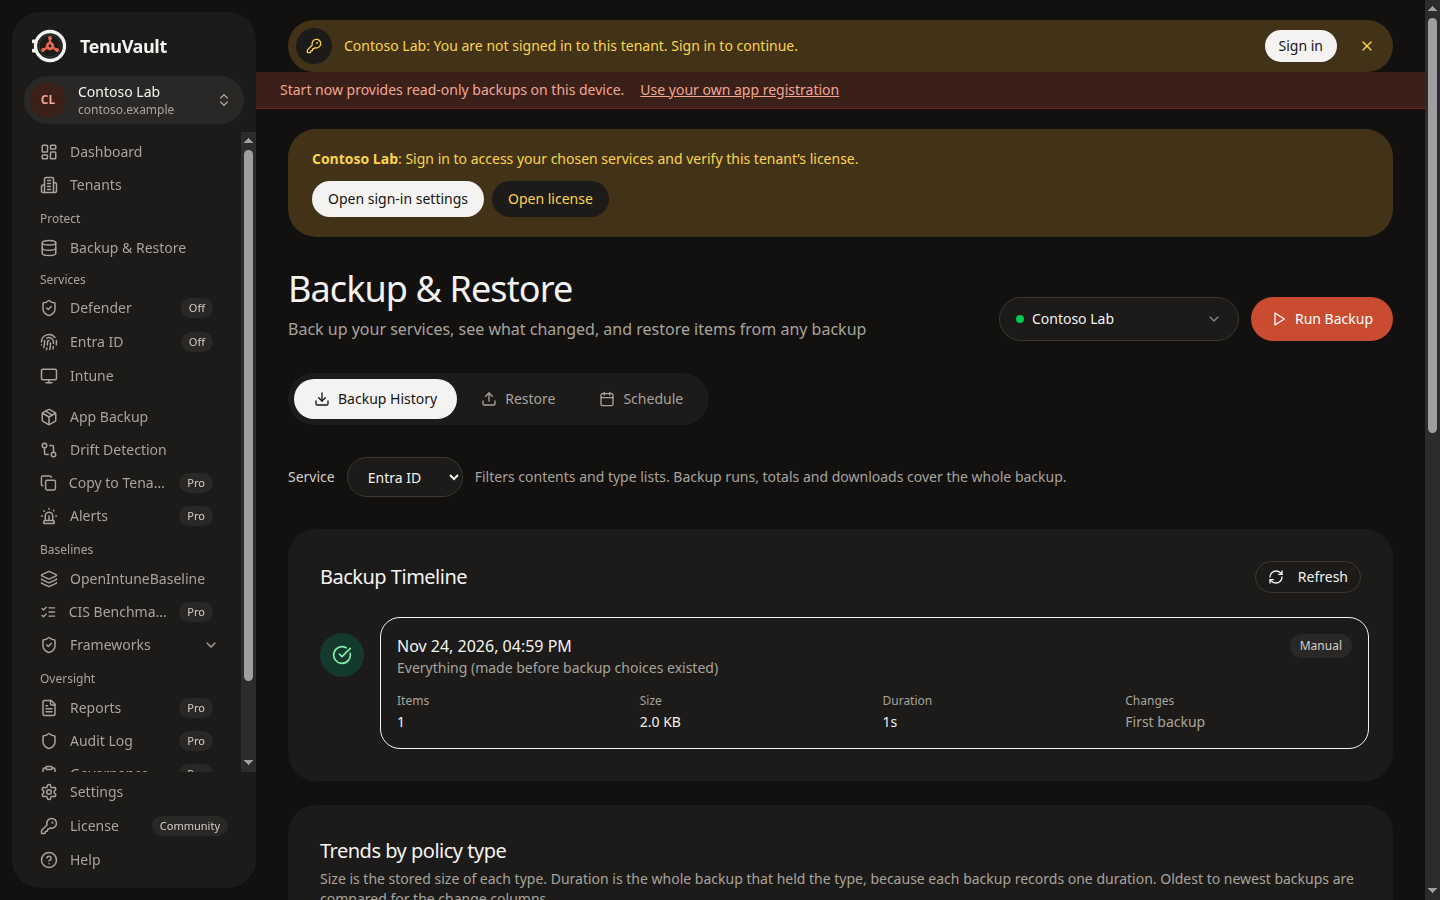 TenuVault
CL
Contoso Lab
contoso.example
Dashboard
Tenants
Protect
Backup & Restore
Services
Defender Off
Entra ID Off
Intune
App Backup
Drift Detection
Copy to Tena... Pro
Alerts Pro
Baselines
OpenIntuneBaseline
CIS Benchma... Pro
Frameworks
Oversight
Reports Pro
Audit Log Pro
Settings
License Community
Help
Contoso Lab: You are not signed in to this tenant. Sign in to continue.
Sign in
Start now provides read-only backups on this device. Use your own app registration
Contoso Lab: Sign in to access your chosen services and verify this tenant’s license.
Open sign-in settings Open license
Backup & Restore
Back up your services, see what changed, and restore items from any backup
Contoso Lab
Run Backup
Backup History Restore Schedule
Service Entra ID Filters contents and type lists. Backup runs, totals and downloads cover the whole backup.
Backup Timeline
Refresh
Nov 24, 2026, 04:59 PM
Manual
Everything (made before backup choices existed)
Items Size Duration Changes
1 2.0 KB 1s First backup
Trends by policy type
Size is the stored size of each type. Duration is the whole backup that held the type, because each backup records one duration. Oldest to newest backups are
compared for the change columns.